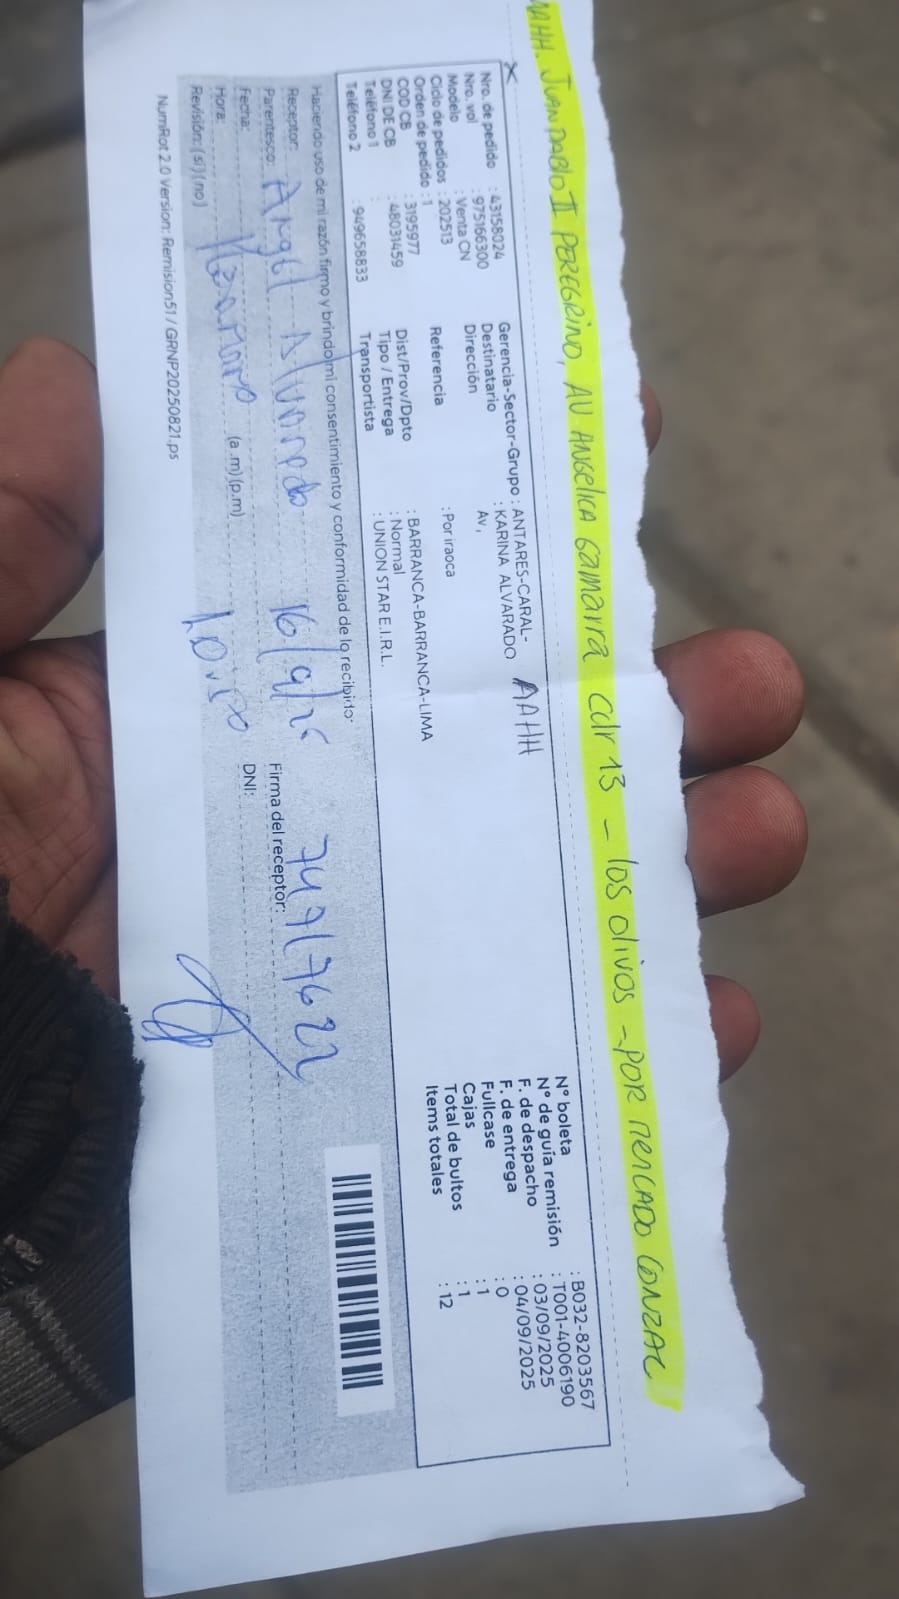 AAHH. JUAN PABLO II PEREGRINO, AU ANGELICA Gamarra cdr 13 - los olivos - POR MERCADO CONZAC
Nro. de pedido : 43158024
Nro. vol : 975166300
Modelo : Venta CN
Ciclo de pedidos : 202513
Orden de pedido : 1
COD CB : 3195977
DNI DE CB : 48031459
Teléfono 1 :
Teléfono 2 : 949658833
Gerencia-Sector-Grupo : ANTARES-CARAL-
Destinatario : KARINA ALVARADO AAHH
Dirección Av,
Referencia : Por iraoca
Dist/Prov/Dpto : BARRANCA-BARRANCA-LIMA
Tipo / Entrega : Normal
Transportista : UNION STAR E.I.R.L.
N° boleta : B032-8203567
N° de guía remisión : T001-4006190
F. de despacho : 03/09/2025
F. de entrega : 04/09/2025
Fullcase : 0
Cajas : 1
Total de bultos : 1
Items totales : 12
Haciendo uso de mi razón firmo y brindo mi consentimiento y conformidad de lo recibido:
Receptor: Angel Alvarado
Parentesco:
Fecha: 16/9/25
Hora: (a.m)(p.m)
Revisión: (si) (no)
Firma del receptor: 74717622
DNI:
NumRot 2.0 Version: Remision51 / GRNP20250821.ps